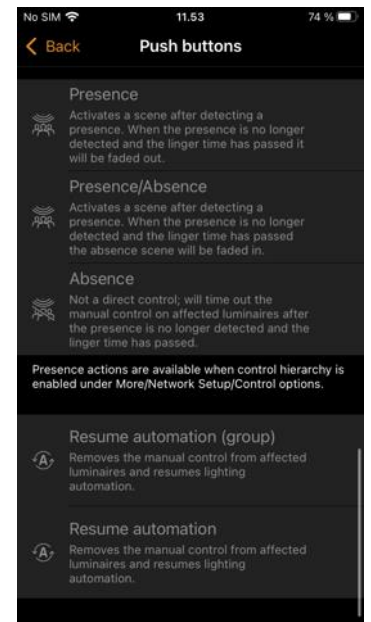 No SIM 11.53 74 %
Back Push buttons
Presence
Activates a scene after detecting a
presence. When the presence is no longer
detected and the linger time has passed it
will be faded out.
Presence/Absence
Activates a scene after detecting a
presence. When the presence is no longer
detected and the linger time has passed
the absence scene will be faded in.
Absence
Not a direct control; will time out the
manual control on affected luminaires after
the presence is no longer detected and the
linger time has passed.
Presence actions are available when control hierarchy is
enabled under More/Network Setup/Control options.
Resume automation (group)
A Removes the manual control from affected
luminaires and resumes lighting
automation.
Resume automation
A Removes the manual control from affected
luminaires and resumes lighting
automation.